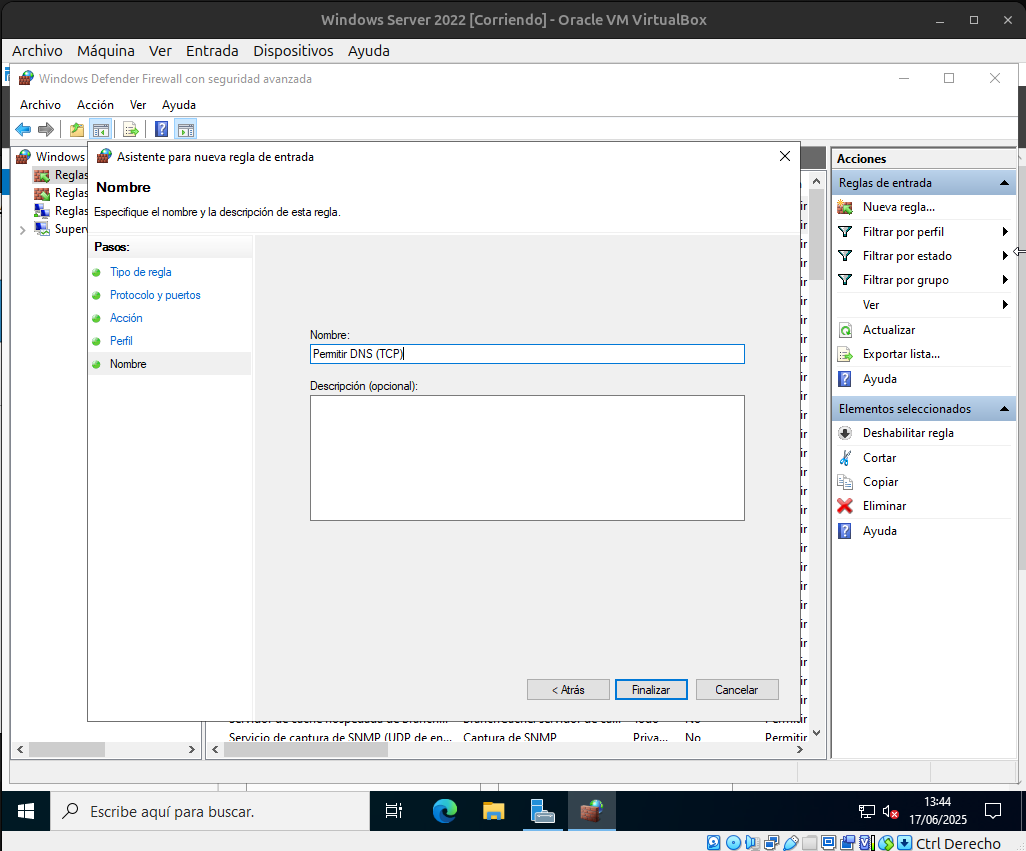 Windows Server 2022 [Corriendo] - Oracle VM VirtualBox
Archivo Máquina Ver Entrada Dispositivos Ayuda
Windows Defender Firewall con seguridad avanzada
Archivo Acción Ver Ayuda
Windows
Reglas
Reglas
Reglas
Superv
Asistente para nueva regla de entrada
Nombre
Especifique el nombre y la descripción de esta regla.
Pasos:
Tipo de regla
Protocolo y puertos
Acción
Perfil
Nombre
Nombre:
Permitir DNS (TCP)
Descripción (opcional):
< Atrás Finalizar Cancelar
Servicio de captura de SNMP (UDP de en... Captura de SNMP Priva... No Permitir
Acciones
Reglas de entrada
Nueva regla...
Filtrar por perfil
Filtrar por estado
Filtrar por grupo
Ver
Actualizar
Exportar lista...
Ayuda
Elementos seleccionados
Deshabilitar regla
Cortar
Copiar
Eliminar
Ayuda
Escribe aquí para buscar.
13:44
17/06/2025
Ctrl Derecho